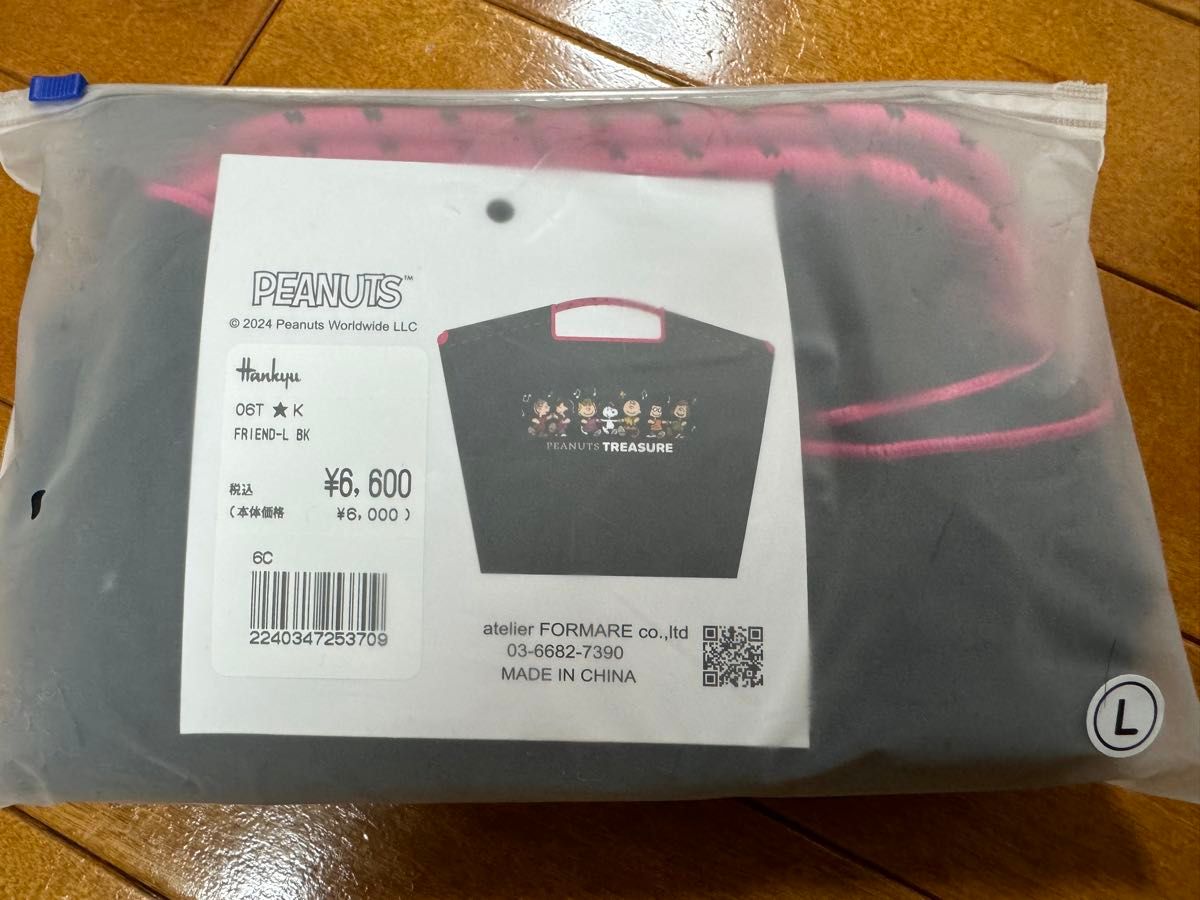 PEANUTS™
© 2024 Peanuts Worldwide LLC
Hankyu
06T ★ K
FRIEND-L BK
税込 ¥6,600
(本体価格 ¥6,000)
6C
2240347253709
PEANUTS TREASURE
atelier FORMARE co.,ltd
03-6682-7390
MADE IN CHINA
L